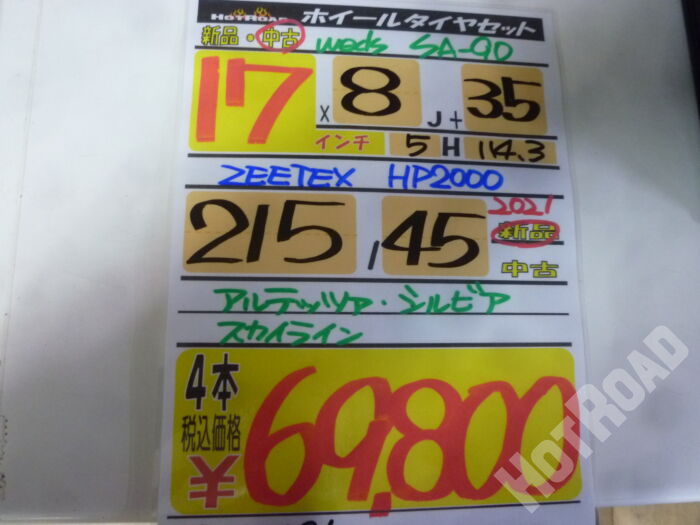 HOTROAD ホイールタイヤセット
新品・中古 weds SA-90
17 x 8 J+ 35
インチ 5 H 114.3
ZEETEX HP2000
2021
215 / 45 新品
中古
アルテッツァ・シルビア
スカイライン
4本
税込価格
¥69,800
HOTROAD